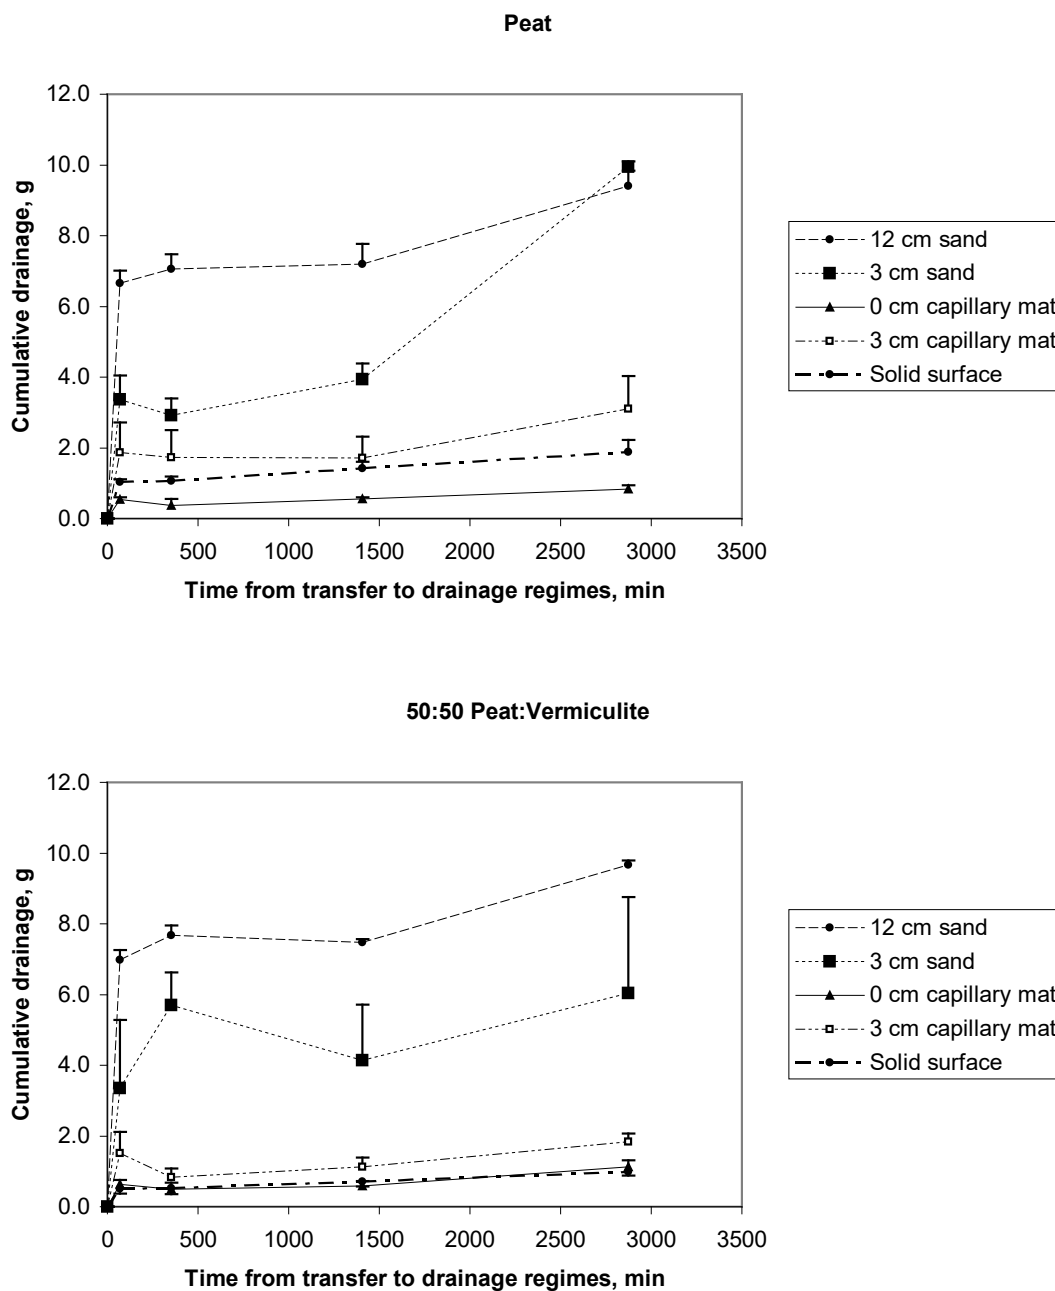 Peat
12.0
10.0
8.0
6.0
4.0
2.0
0.0
Cumulative drainage, g
0 500 1000 1500 2000 2500 3000 3500
Time from transfer to drainage regimes, min
12 cm sand
3 cm sand
0 cm capillary mat
3 cm capillary mat
Solid surface
50:50 Peat:Vermiculite
12.0
10.0
8.0
6.0
4.0
2.0
0.0
Cumulative drainage, g
0 500 1000 1500 2000 2500 3000 3500
Time from transfer to drainage regimes, min
12 cm sand
3 cm sand
0 cm capillary mat
3 cm capillary mat
Solid surface